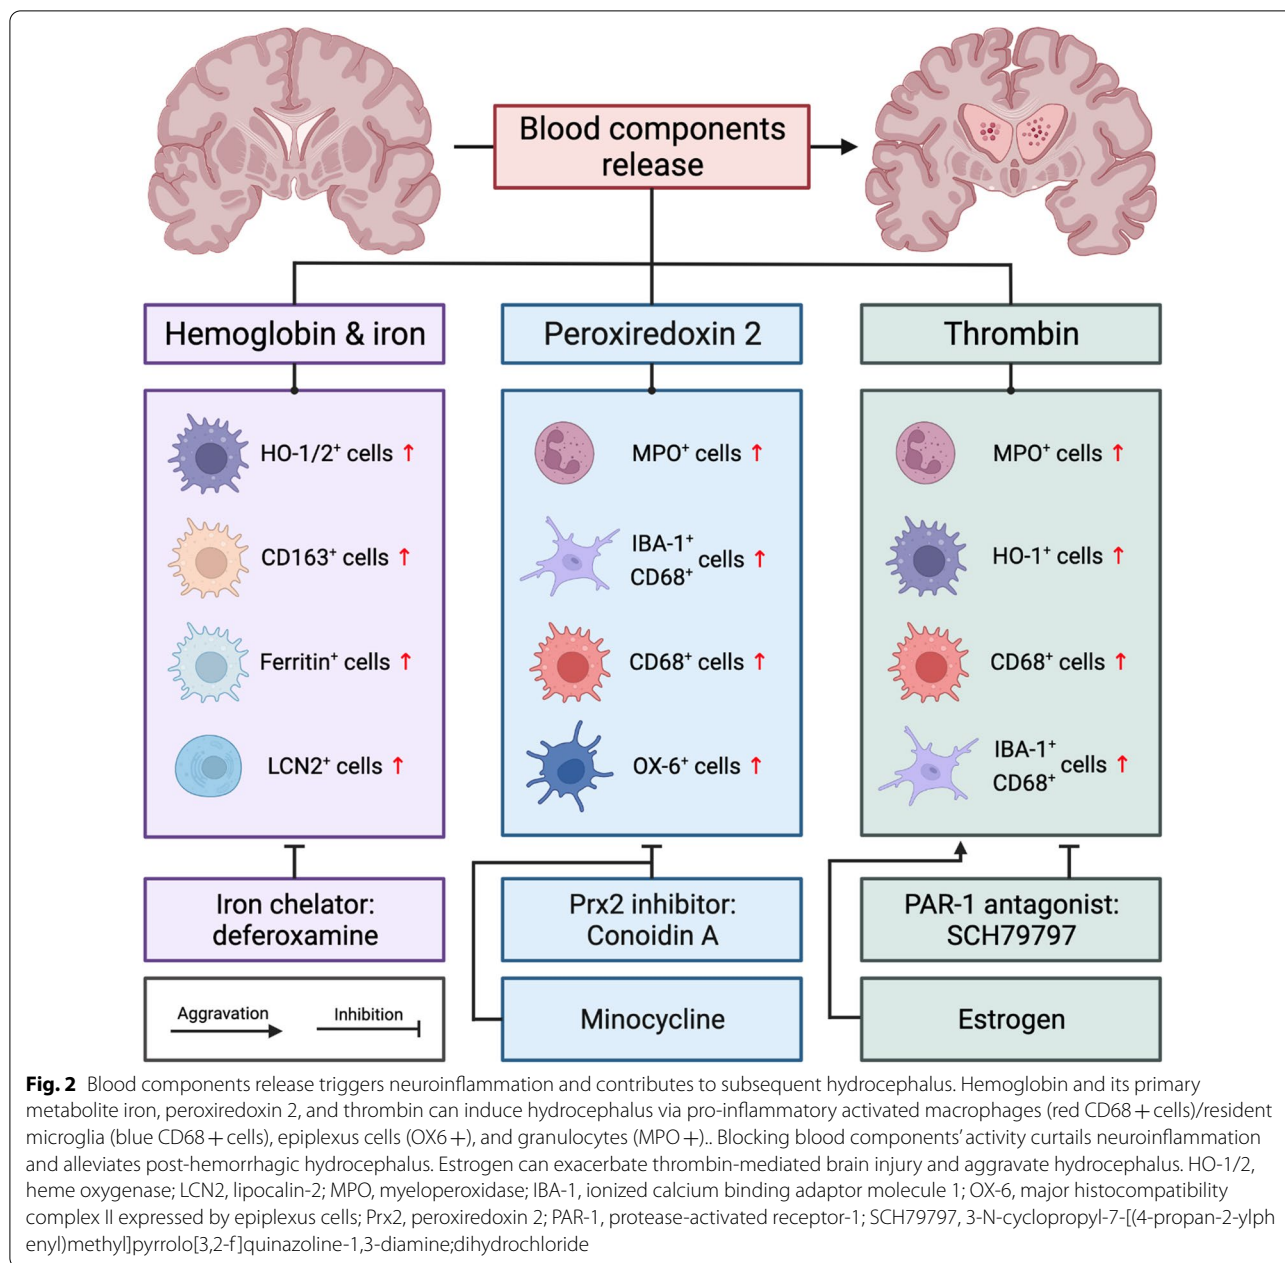 Blood components
release
Hemoglobin & iron
HO-1/2⁺ cells ↑
CD163⁺ cells ↑
Ferritin⁺ cells ↑
LCN2⁺ cells ↑
Iron chelator:
deferoxamine
Peroxiredoxin 2
MPO⁺ cells ↑
IBA-1⁺
CD68⁺ cells ↑
CD68⁺ cells ↑
OX-6⁺ cells ↑
Prx2 inhibitor:
Conoidin A
Minocycline
Thrombin
MPO⁺ cells ↑
HO-1⁺ cells ↑
CD68⁺ cells ↑
IBA-1⁺
CD68⁺ cells ↑
PAR-1 antagonist:
SCH79797
Estrogen
Aggravation
Inhibition
Fig. 2 Blood components release triggers neuroinflammation and contributes to subsequent hydrocephalus. Hemoglobin and its primary
metabolite iron, peroxiredoxin 2, and thrombin can induce hydrocephalus via pro-inflammatory activated macrophages (red CD68 + cells)/resident
microglia (blue CD68 + cells), epiplexus cells (OX6 +), and granulocytes (MPO +).. Blocking blood components’ activity curtails neuroinflammation
and alleviates post-hemorrhagic hydrocephalus. Estrogen can exacerbate thrombin-mediated brain injury and aggravate hydrocephalus. HO-1/2,
heme oxygenase; LCN2, lipocalin-2; MPO, myeloperoxidase; IBA-1, ionized calcium binding adaptor molecule 1; OX-6, major histocompatibility
complex II expressed by epiplexus cells; Prx2, peroxiredoxin 2; PAR-1, protease-activated receptor-1; SCH79797, 3-N-cyclopropyl-7-[(4-propan-2-ylph
enyl)methyl]pyrrolo[3,2-f]quinazoline-1,3-diamine;dihydrochloride